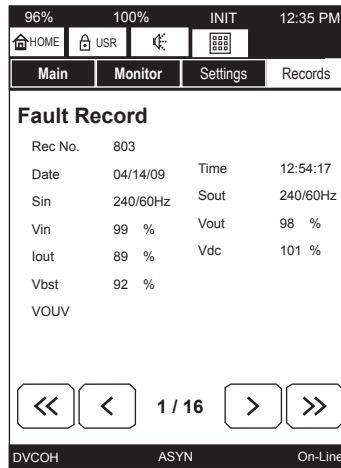 96% 100% INIT 12:35 PM
HOME USR
Main Monitor Settings Records
Fault Record
Rec No. 803
Date 04/14/09 Time 12:54:17
Sin 240/60Hz Sout 240/60Hz
Vin 99 % Vout 98 %
Iout 89 % Vdc 101 %
Vbst 92 %
VOUV
<< < 1 / 16 > >>
DVCOH ASYN On-Line